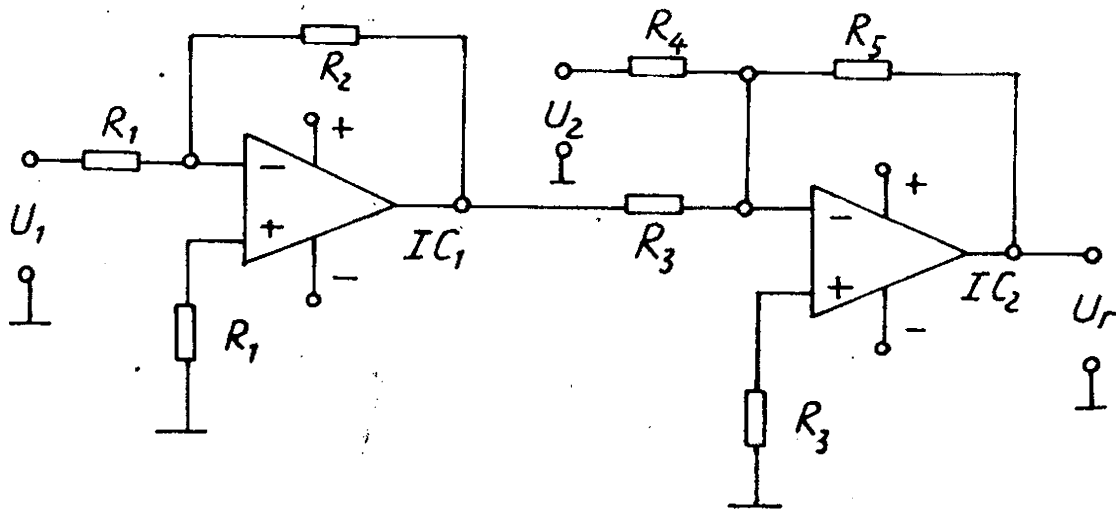 R₄
R₅
R₂
R₁
+
U₂
−
+
−
+
U₁
IC₁
R₃
−
+
IC₂
−
Uᵣ
R₁
−
R₃